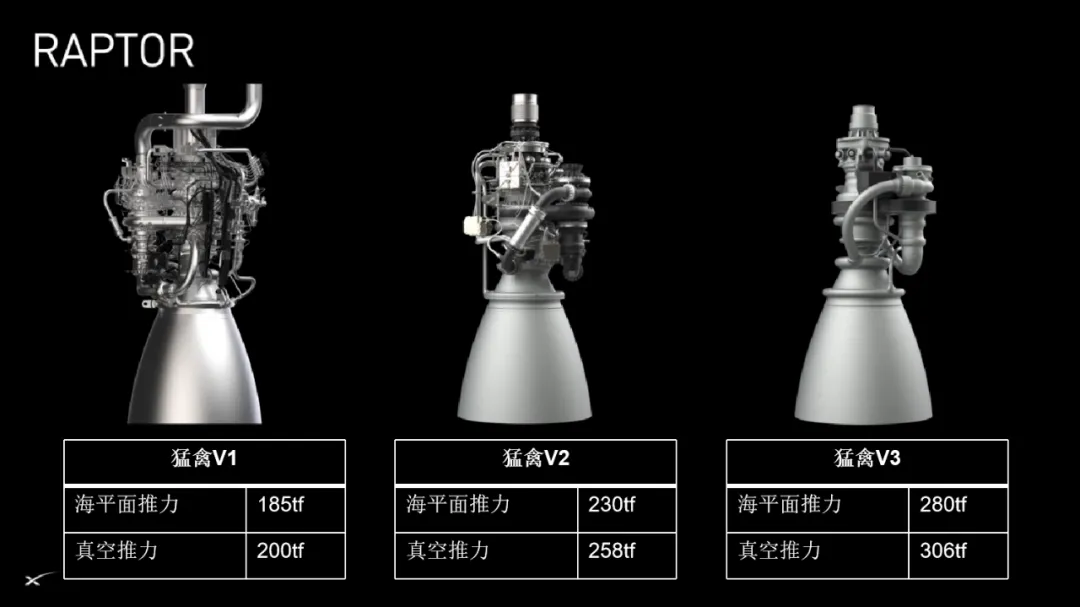 RAPTOR
猛禽V1
海平面推力 185tf
真空推力 200tf
猛禽V2
海平面推力 230tf
真空推力 258tf
猛禽V3
海平面推力 280tf
真空推力 306tf